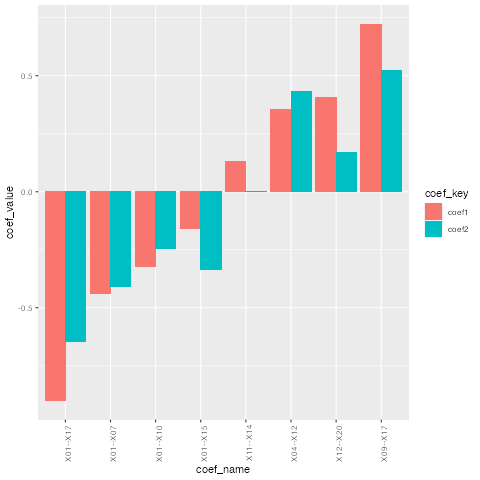 0.5
0.0
-0.5
coef_value
X01--X17
X01--X07
X01--X10
X01--X15
X11--X14
X04--X12
X12--X20
X09--X17
coef_name
coef_key
coef1
coef2